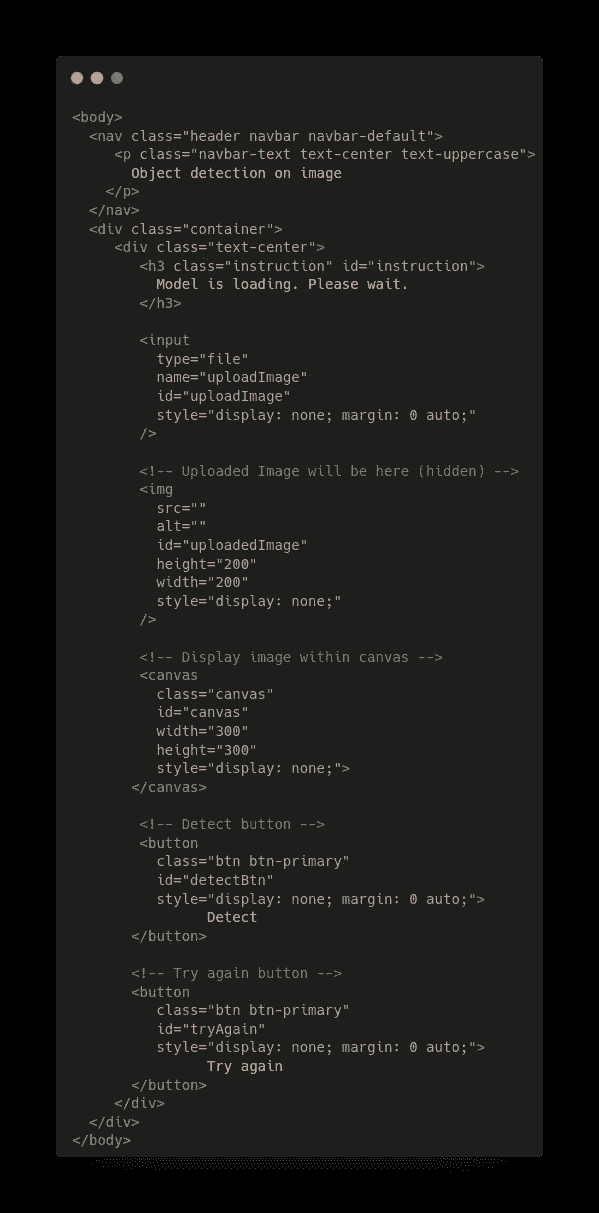 <body>
  <nav class="header navbar navbar-default">
     <p class="navbar-text text-center text-uppercase">
       Object detection on image
    </p>
  </nav>
  <div class="container">
     <div class="text-center">
        <h3 class="instruction" id="instruction">
          Model is loading. Please wait.
        </h3>

        <input
          type="file"
          name="uploadImage"
          id="uploadImage"
          style="display: none; margin: 0 auto;"
        />

        <!-- Uploaded Image will be here (hidden) -->
        <img
          src=""
          alt=""
          id="uploadedImage"
          height="200"
          width="200"
          style="display: none;"
        />

        <!-- Display image within canvas -->
        <canvas
          class="canvas"
          id="canvas"
          width="300"
          height="300"
          style="display: none;">
       </canvas>

        <!-- Detect button -->
        <button
          class="btn btn-primary"
          id="detectBtn"
          style="display: none; margin: 0 auto;">
                Detect
       </button>

       <!-- Try again button -->
       <button
          class="btn btn-primary"
          id="tryAgain"
          style="display: none; margin: 0 auto;">
                Try again
       </button>
     </div>
  </div>
</body>